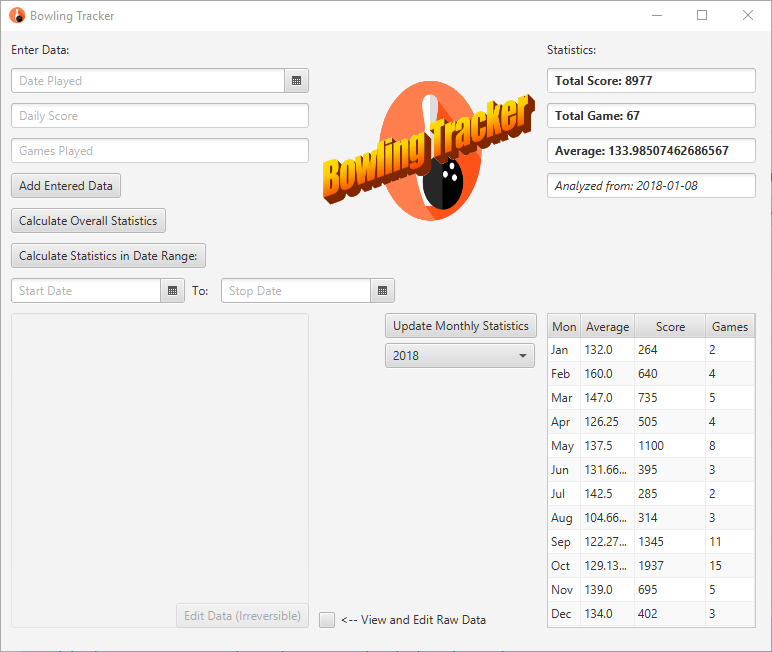 Bowling Tracker
Enter Data:
Statistics:
Date Played
Total Score: 8977
Daily Score
Total Game: 67
Games Played
Average: 133.98507462686567
Bowling Tracker
Add Entered Data
Analyzed from: 2018-01-08
Calculate Overall Statistics
Calculate Statistics in Date Range:
Start Date To: Stop Date
Update Monthly Statistics
2018
Mon Average Score Games
Jan 132.0 264 2
Feb 160.0 640 4
Mar 147.0 735 5
Apr 126.25 505 4
May 137.5 1100 8
Jun 131.66... 395 3
Jul 142.5 285 2
Aug 104.66... 314 3
Sep 122.27... 1345 11
Oct 129.13... 1937 15
Nov 139.0 695 5
Dec 134.0 402 3
Edit Data (Irreversible)
<-- View and Edit Raw Data